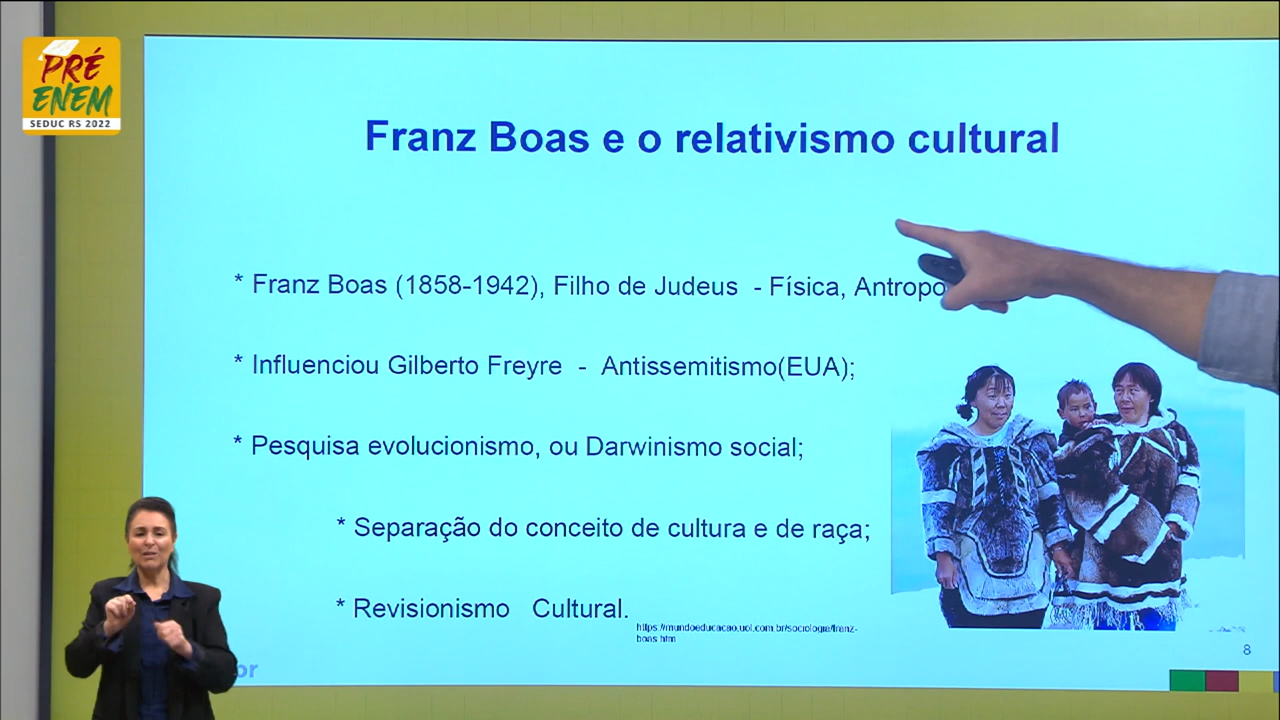 PRÉ
ENEM
SEDUC RS 2022
Franz Boas e o relativismo cultural
* Franz Boas (1858-1942), Filho de Judeus - Física, Antropo
* Influenciou Gilberto Freyre - Antissemitismo(EUA);
* Pesquisa evolucionismo, ou Darwinismo social;
* Separação do conceito de cultura e de raça;
* Revisionismo Cultural.
https://mundoeducacao.uol.com.br/sociologia/franz-
boas.htm
8
or